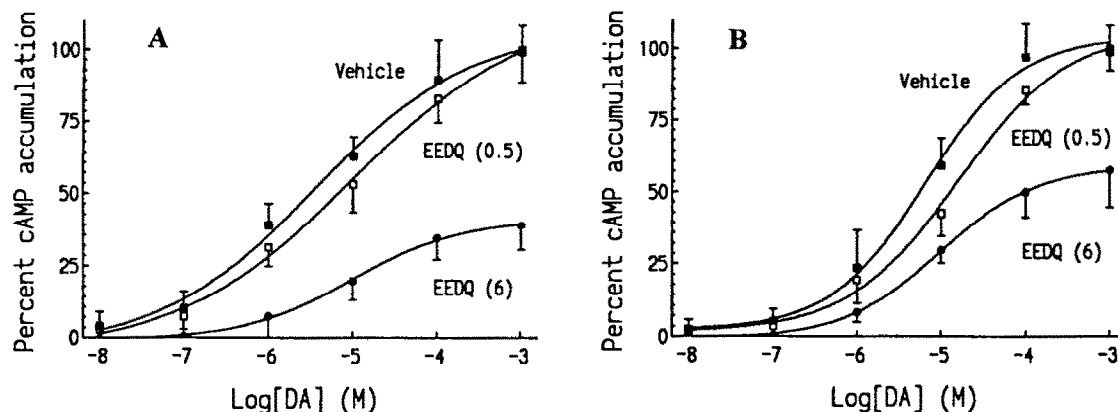 A
Percent cAMP accumulation
100
75
50
25
0
Vehicle
EEDQ (0.5)
EEDQ (6)
-8 -7 -6 -5 -4 -3
Log[DA] (M)
B
Percent cAMP accumulation
100
75
50
25
0
Vehicle
EEDQ (0.5)
EEDQ (6)
-8 -7 -6 -5 -4 -3
Log[DA] (M)